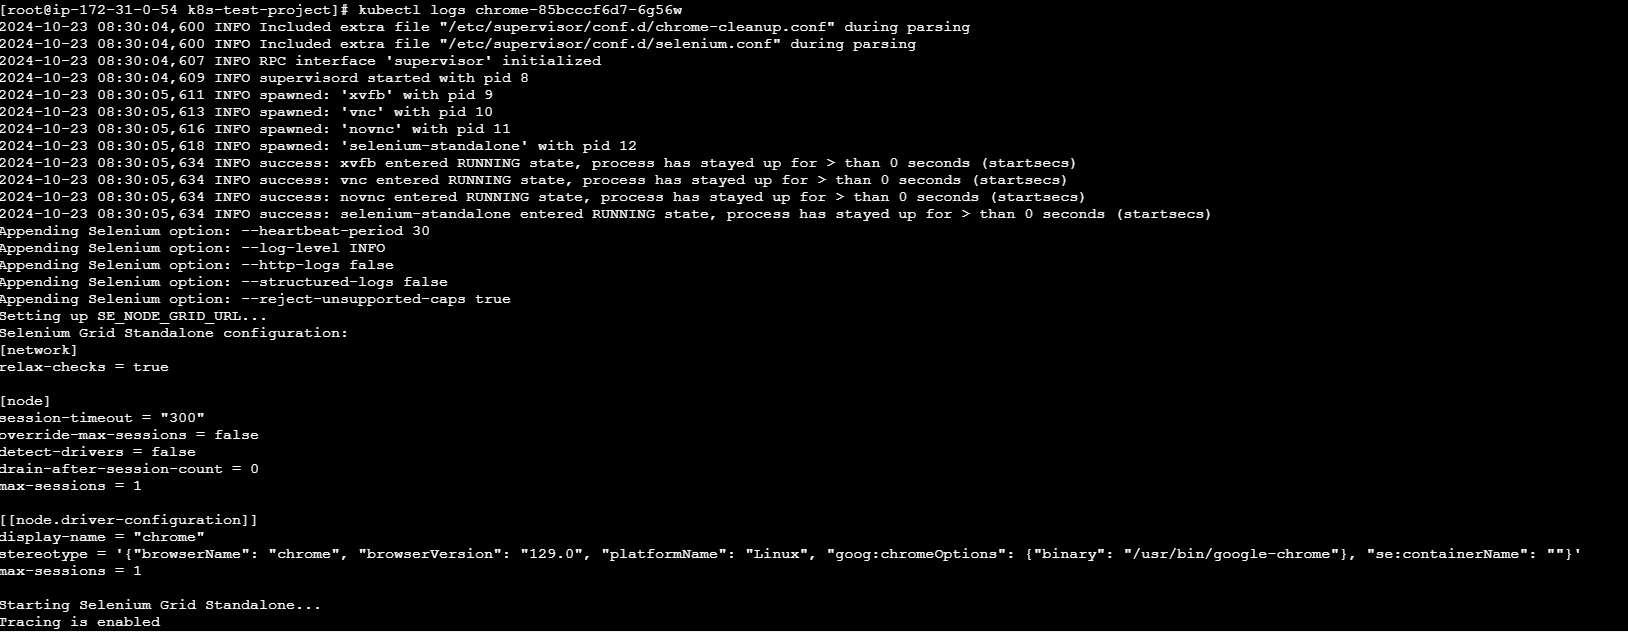 [root@ip-172-31-0-54 k8s-test-project]# kubectl logs chrome-85bcccf6d7-6g56w
2024-10-23 08:30:04,600 INFO Included extra file "/etc/supervisor/conf.d/chrome-cleanup.conf" during parsing
2024-10-23 08:30:04,600 INFO Included extra file "/etc/supervisor/conf.d/selenium.conf" during parsing
2024-10-23 08:30:04,607 INFO RPC interface 'supervisor' initialized
2024-10-23 08:30:04,609 INFO supervisord started with pid 8
2024-10-23 08:30:05,611 INFO spawned: 'xvfb' with pid 9
2024-10-23 08:30:05,613 INFO spawned: 'vnc' with pid 10
2024-10-23 08:30:05,616 INFO spawned: 'novnc' with pid 11
2024-10-23 08:30:05,618 INFO spawned: 'selenium-standalone' with pid 12
2024-10-23 08:30:05,634 INFO success: xvfb entered RUNNING state, process has stayed up for > than 0 seconds (startsecs)
2024-10-23 08:30:05,634 INFO success: vnc entered RUNNING state, process has stayed up for > than 0 seconds (startsecs)
2024-10-23 08:30:05,634 INFO success: novnc entered RUNNING state, process has stayed up for > than 0 seconds (startsecs)
2024-10-23 08:30:05,634 INFO success: selenium-standalone entered RUNNING state, process has stayed up for > than 0 seconds (startsecs)
Appending Selenium option: --heartbeat-period 30
Appending Selenium option: --log-level INFO
Appending Selenium option: --http-logs false
Appending Selenium option: --structured-logs false
Appending Selenium option: --reject-unsupported-caps true
Setting up SE_NODE_GRID_URL...
Selenium Grid Standalone configuration:
[network]
relax-checks = true
[node]
session-timeout = "300"
override-max-sessions = false
detect-drivers = false
drain-after-session-count = 0
max-sessions = 1
[[node.driver-configuration]]
display-name = "chrome"
stereotype = '{"browserName": "chrome", "browserVersion": "129.0", "platformName": "Linux", "goog:chromeOptions": {"binary": "/usr/bin/google-chrome"}, "se:containerName": ""}'
max-sessions = 1
Starting Selenium Grid Standalone...
Tracing is enabled